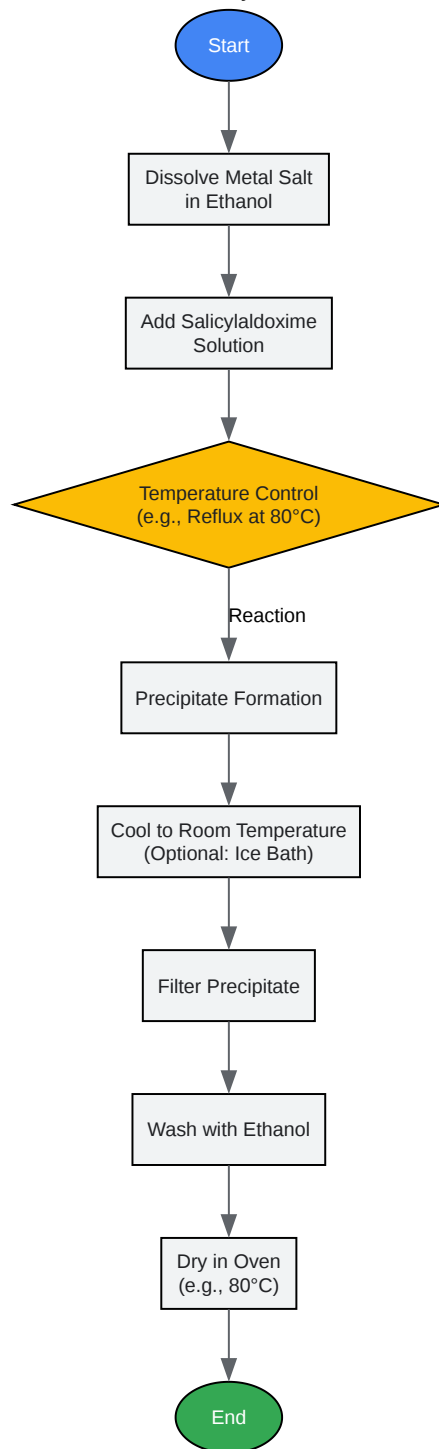 Start
Dissolve Metal Salt
in Ethanol
Add Salicylaldoxime
Solution
Temperature Control
(e.g., Reflux at 80°C)
Reaction
Precipitate Formation
Cool to Room Temperature
(Optional: Ice Bath)
Filter Precipitate
Wash with Ethanol
Dry in Oven
(e.g., 80°C)
End